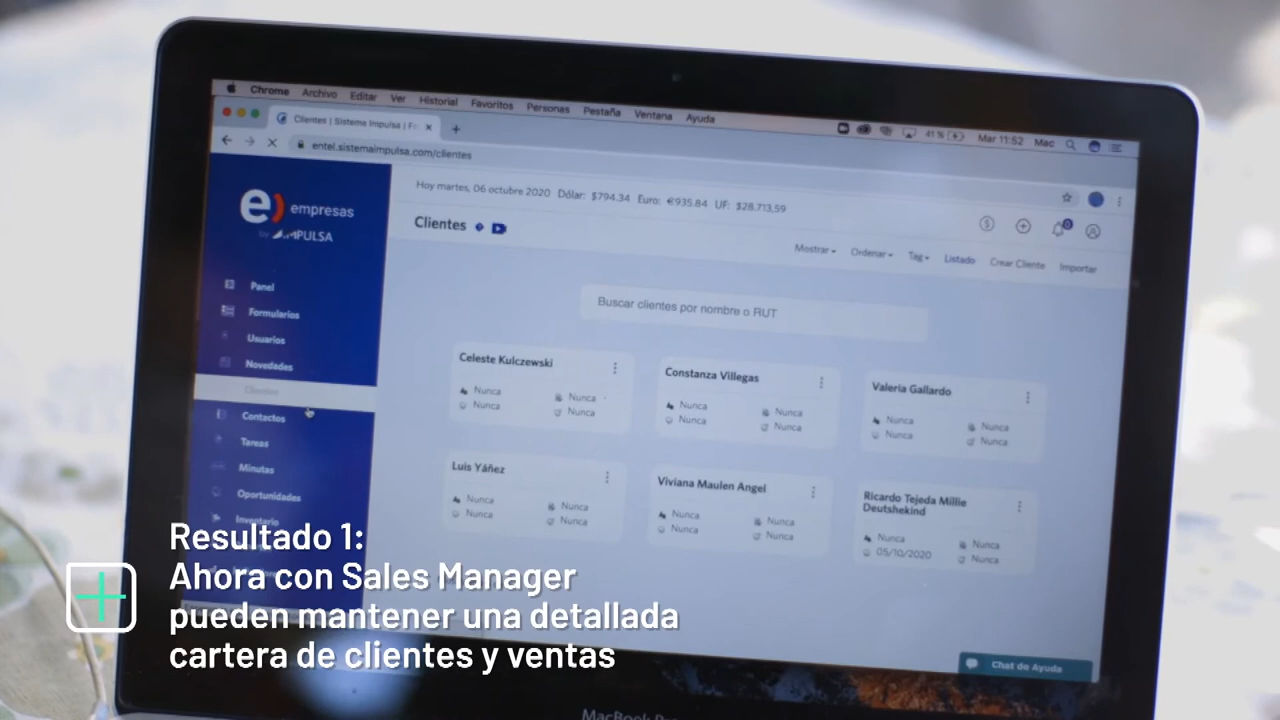 Chrome Archivo Editar Ver Historial Favoritos Personas Pestaña Ventana Ayuda
41% Mar 11:52 Mac
Clientes | Sistema Impulsa | Fo
entel.sistemaimpulsa.com/clientes
Hoy martes, 06 octubre 2020 Dólar: $794.34 Euro: €935.84 UF: $28.713,59
e) empresas
IMPULSA
Clientes
Mostrar Ordenar Tag Listado Crear Cliente Importar
Buscar clientes por nombre o RUT
Panel
Formularios
Usuarios
Novedades
Clientes
Contactos
Tareas
Minutas
Oportunidades
Inventario
Celeste Kulczewski
Nunca Nunca
Nunca Nunca
Constanza Villegas
Nunca Nunca
Nunca Nunca
Valeria Gallardo
Nunca Nunca
Nunca Nunca
Luis Yáñez
Nunca Nunca
Nunca Nunca
Viviana Maulen Angel
Nunca Nunca
Nunca Nunca
Ricardo Tejeda Millie
Deutshekind
Nunca Nunca
05/10/2020 Nunca
Chat de Ayuda
Resultado 1:
Ahora con Sales Manager
pueden mantener una detallada
cartera de clientes y ventas